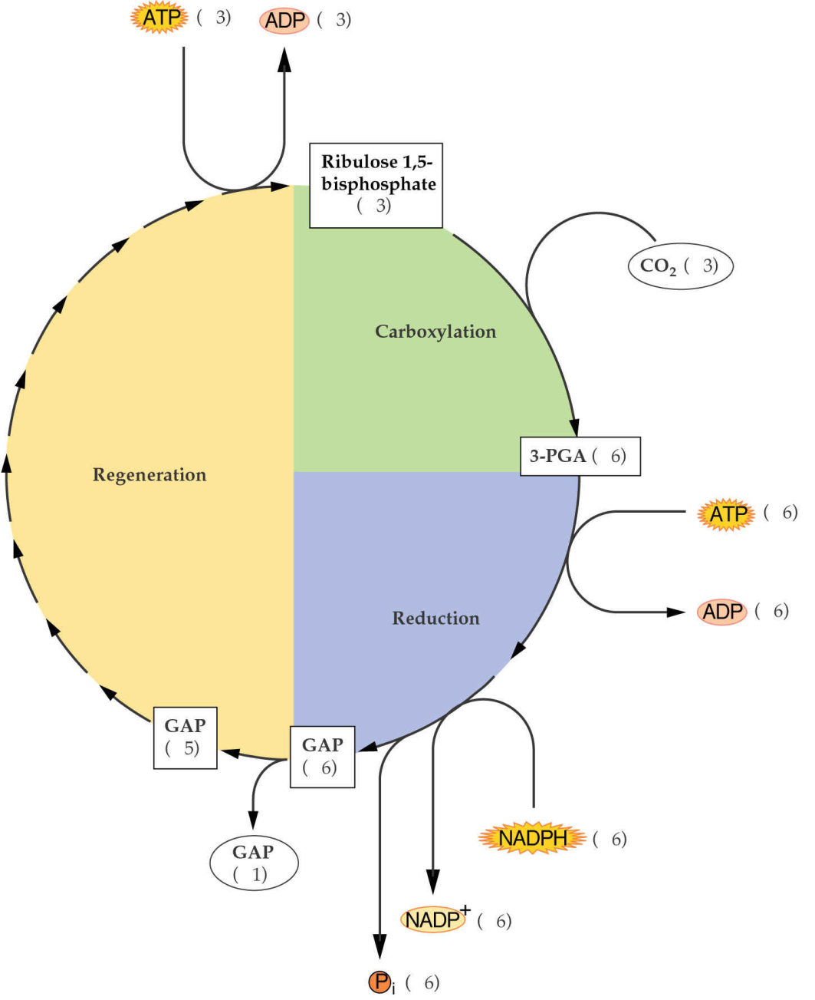 ATP ( 3) ADP ( 3)
Ribulose 1,5-
bisphosphate
( 3)
CO₂ ( 3)
Carboxylation
3-PGA ( 6)
Regeneration
ATP ( 6)
Reduction
ADP ( 6)
GAP
( 5)
GAP
( 6)
GAP
( 1)
NADPH ( 6)
NADP⁺ ( 6)
Pᵢ ( 6)